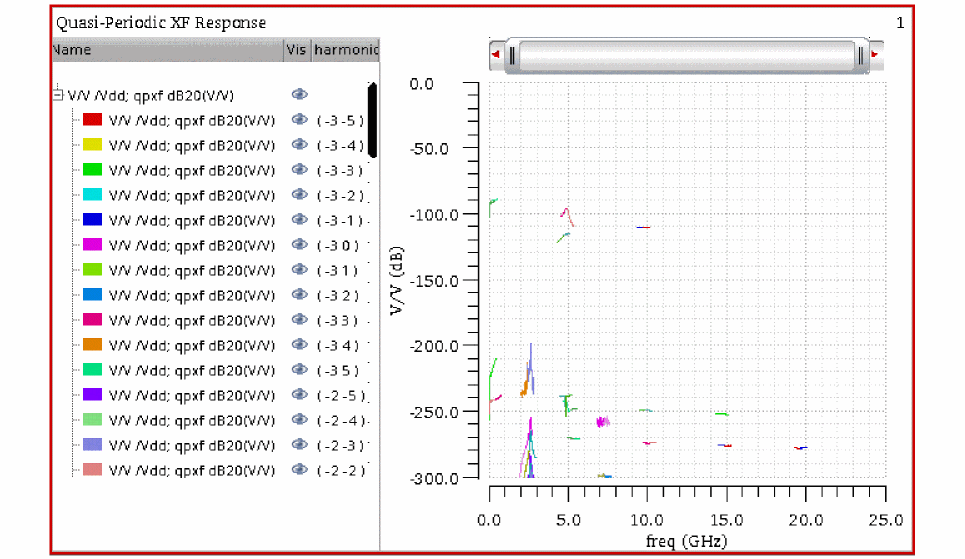 Quasi-Periodic XF Response
1
Name Vis harmonic
V/V /Vdd; qpxf dB20(V/V)
V/V /Vdd; qpxf dB20(V/V) (-3 -5)
V/V /Vdd; qpxf dB20(V/V) (-3 -4)
V/V /Vdd; qpxf dB20(V/V) (-3 -3)
V/V /Vdd; qpxf dB20(V/V) (-3 -2)
V/V /Vdd; qpxf dB20(V/V) (-3 -1)
V/V /Vdd; qpxf dB20(V/V) (-3 0)
V/V /Vdd; qpxf dB20(V/V) (-3 1)
V/V /Vdd; qpxf dB20(V/V) (-3 2)
V/V /Vdd; qpxf dB20(V/V) (-3 3)
V/V /Vdd; qpxf dB20(V/V) (-3 4)
V/V /Vdd; qpxf dB20(V/V) (-3 5)
V/V /Vdd; qpxf dB20(V/V) (-2 -5)
V/V /Vdd; qpxf dB20(V/V) (-2 -4)
V/V /Vdd; qpxf dB20(V/V) (-2 -3)
V/V /Vdd; qpxf dB20(V/V) (-2 -2)
V/V (dB)
0.0
-50.0
-100.0
-150.0
-200.0
-250.0
-300.0
0.0 5.0 10.0 15.0 20.0 25.0
freq (GHz)